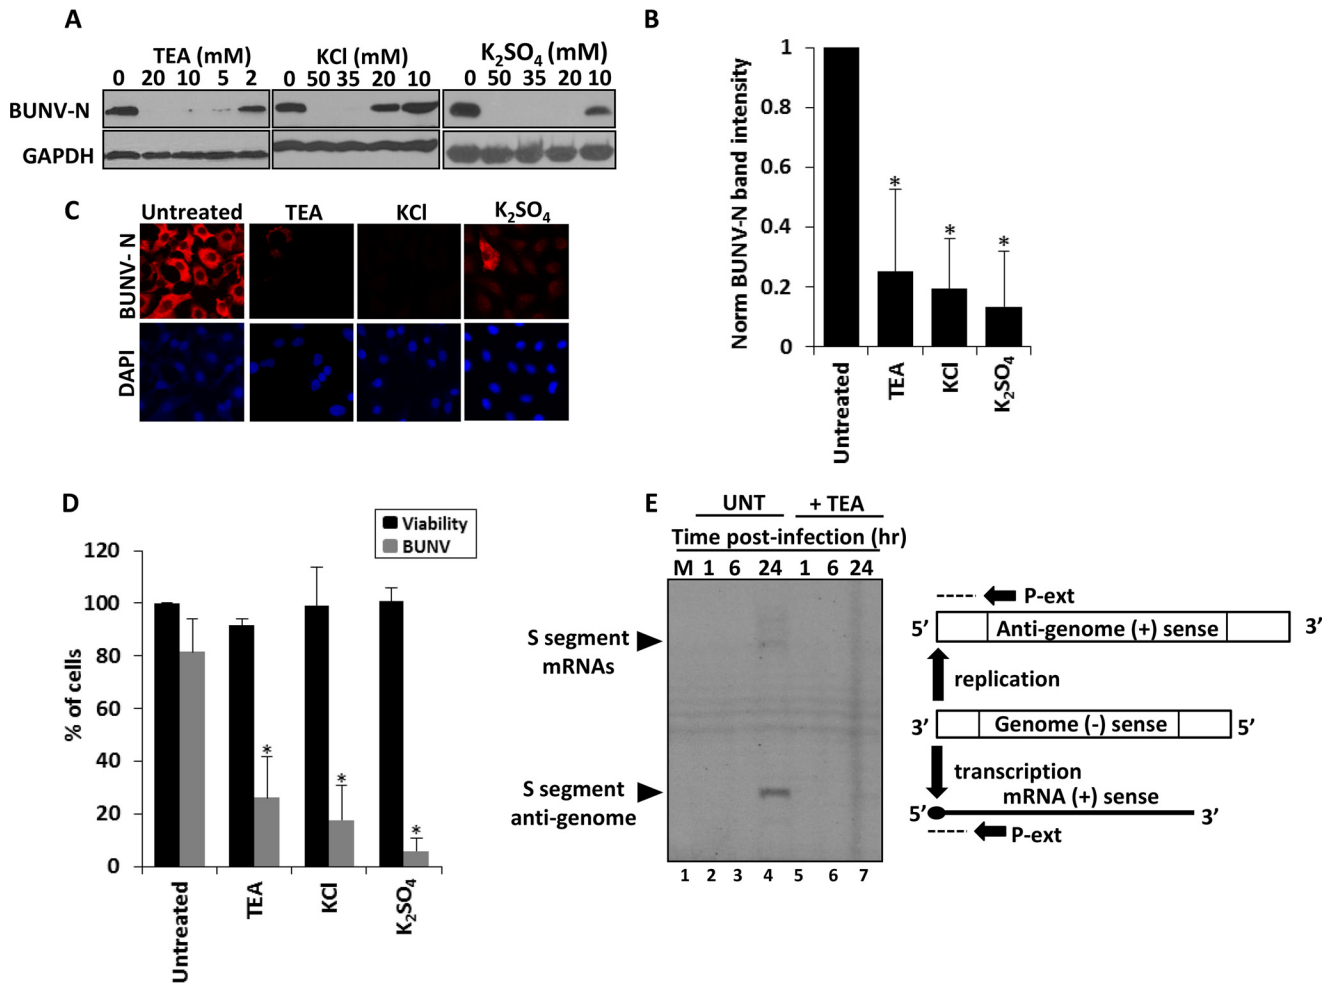 A
TEA (mM) KCl (mM) K₂SO₄ (mM)
0 20 10 5 2 0 50 35 20 10 0 50 35 20 10
BUNV-N
GAPDH
B
Norm BUNV-N band intensity
1
0.8
0.6
0.4
0.2
0
* * *
Untreated TEA KCl K₂SO₄
C
Untreated TEA KCl K₂SO₄
BUNV- N
DAPI
D
Viability
BUNV
% of cells
120
100
80
60
40
20
0
* * *
Untreated TEA KCl K₂SO₄
E
UNT + TEA
Time post-infection (hr)
M 1 6 24 1 6 24
S segment
mRNAs
S segment
anti-genome
1 2 3 4 5 6 7
P-ext
5’ Anti-genome (+) sense 3’
replication
3’ Genome (-) sense 5’
transcription
mRNA (+) sense
5’ 3’
P-ext